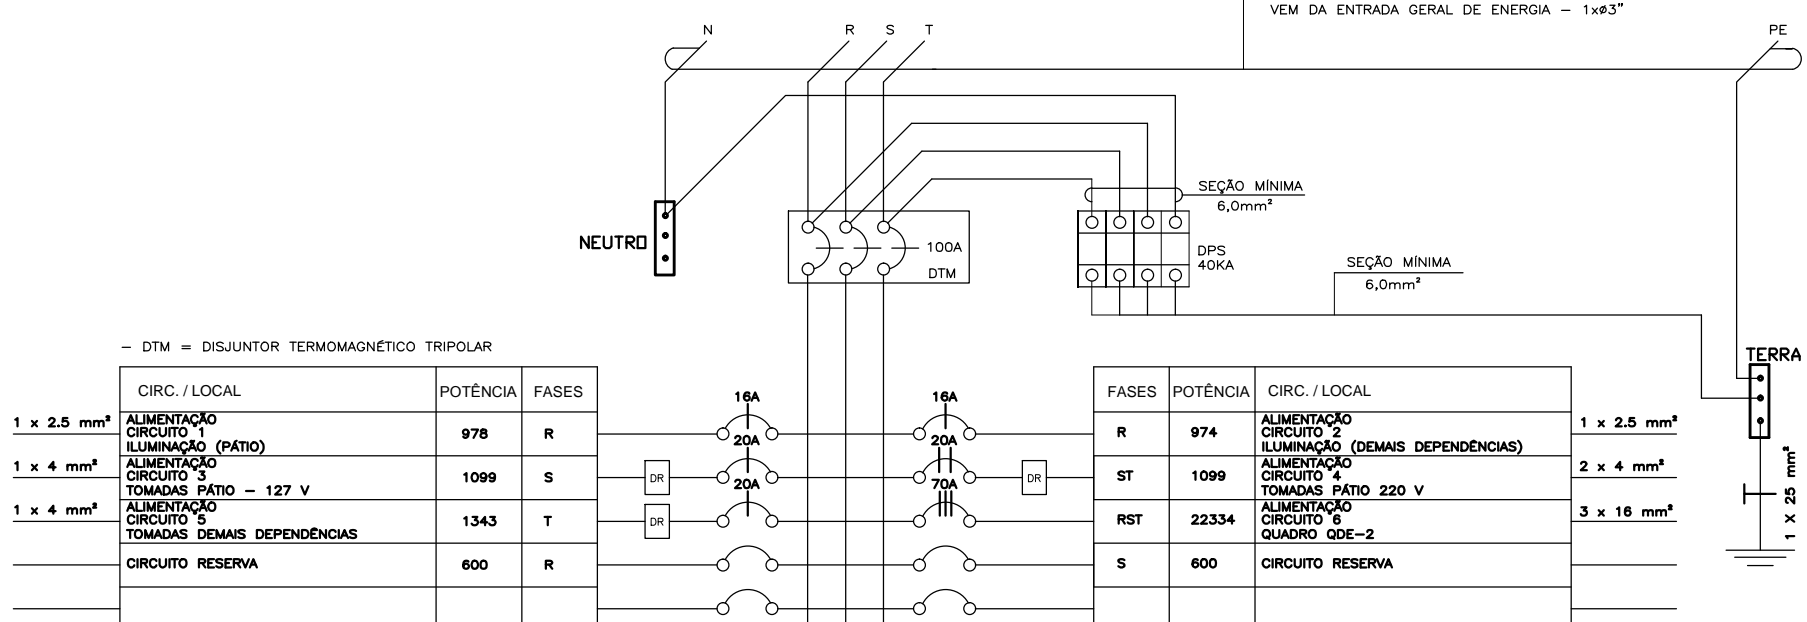 VEM DA ENTRADA GERAL DE ENERGIA – 1xø3"
N
R
S
T
PE
SEÇÃO MÍNIMA
6,0mm²
NEUTRO
100A
DTM
DPS
40KA
SEÇÃO MÍNIMA
6,0mm²
– DTM = DISJUNTOR TERMOMAGNÉTICO TRIPOLAR
TERRA
CIRC. / LOCAL POTÊNCIA FASES
1 x 2.5 mm²
ALIMENTAÇÃO
CIRCUITO 1
ILUMINAÇÃO (PÁTIO)
978 R
16A
1 x 4 mm²
ALIMENTAÇÃO
CIRCUITO 3
TOMADAS PÁTIO – 127 V
1099 S
DR
20A
1 x 4 mm²
ALIMENTAÇÃO
CIRCUITO 5
TOMADAS DEMAIS DEPENDÊNCIAS
1343 T
DR
20A
CIRCUITO RESERVA 600 R
FASES POTÊNCIA CIRC. / LOCAL
16A
R 974
ALIMENTAÇÃO
CIRCUITO 2
ILUMINAÇÃO (DEMAIS DEPENDÊNCIAS)
1 x 2.5 mm²
20A
DR
ST 1099
ALIMENTAÇÃO
CIRCUITO 4
TOMADAS PÁTIO 220 V
2 x 4 mm²
70A
RST 22334
ALIMENTAÇÃO
CIRCUITO 6
QUADRO QDE–2
3 x 16 mm²
S 600 CIRCUITO RESERVA
1 X 25 mm²